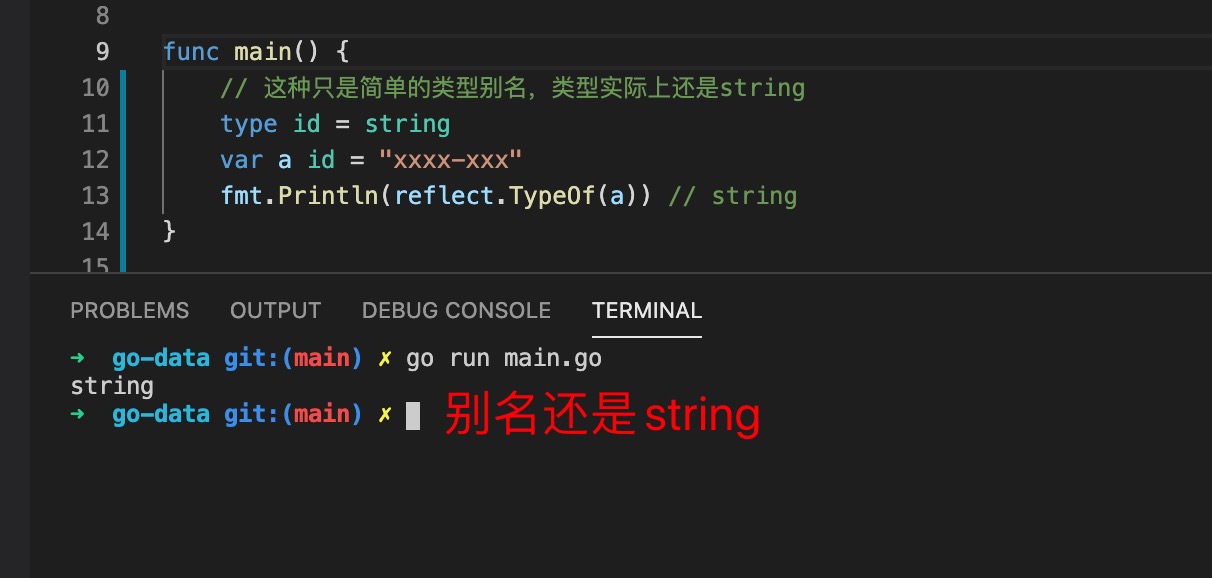 8
9 func main() {
10 // 这种只是简单的类型别名，类型实际上还是string
11 type id = string
12 var a id = "xxxx-xxx"
13 fmt.Println(reflect.TypeOf(a)) // string
14 }
15
PROBLEMS OUTPUT DEBUG CONSOLE TERMINAL
➜ go-data git:(main) ✗ go run main.go
string
➜ go-data git:(main) ✗ 别名还是string